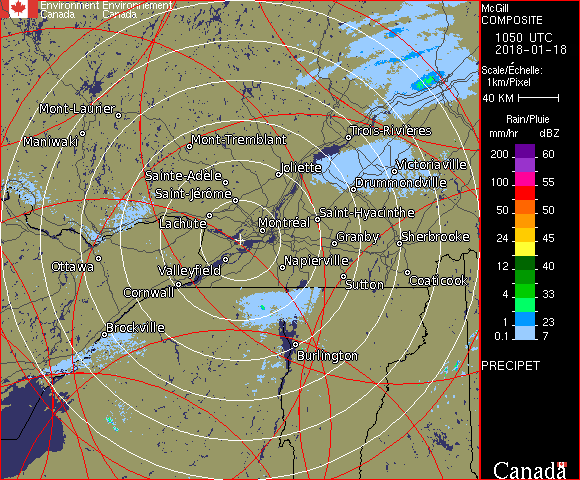 Environment Environnement
Canada Canada
McGill
COMPOSITE
1050 UTC
2018-01-18
Scale/Échelle:
1km/Pixel
40 KM
Rain/Pluie
mm/hr dBZ
200 60
150 55
100 55
50 50
24 45
12 40
4 33
1 23
0.1 7
PRECIPET
Canada
Mont-Laurier
Maniwaki
Mont-Tremblant
Trois-Rivières
Sainte-Adèle
Joliette
Victoriaville
Saint-Jérôme
Drummondville
Lachute
Montréal
Saint-Hyacinthe
Granby
Sherbrooke
Ottawa
Valleyfield
Napierville
Cornwall
Sutton
Coaticook
Brockville
Burlington